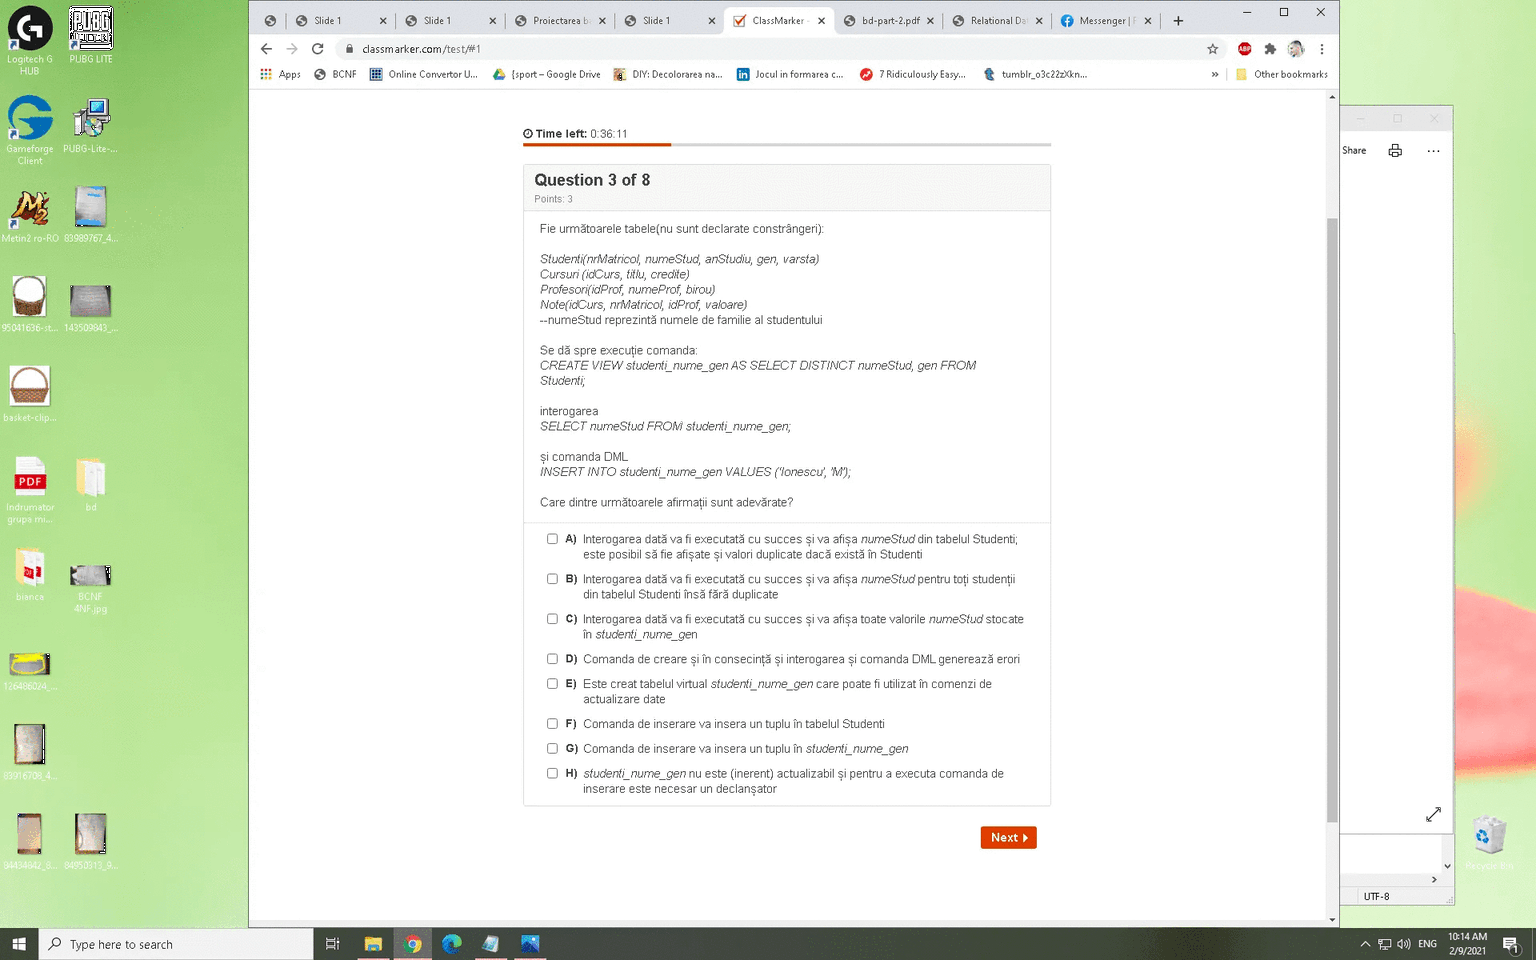 Slide 1
Slide 1
Proiectarea b
Slide 1
ClassMarker
bd-part-2.pdf
Relational Da
Messenger | F
classmarker.com/test/#1
ABP
Apps
BCNF
Online Convertor U...
{sport – Google Drive
DIY: Decolorarea na...
Jocul in formarea c...
7 Ridiculously Easy...
tumblr_o3c22zXkn...
»
Other bookmarks
Logitech G
HUB
PUBG
LITE
PUBG LITE
Gameforge
Client
PUBG-Lite-...
Metin2 ro-RO
83989767_4...
95041636-st...
143509843_...
basket-clip...
PDF
Indrumator
grupa mi...
bd
PDF
biance
BCNF
4NF.jpg
126486024_...
83916708_4...
84434642_8...
84950313_9...
Time left: 0:36:11
Question 3 of 8
Points: 3
Fie următoarele tabele(nu sunt declarate constrângeri):
Studenti(nrMatricol, numeStud, anStudiu, gen, varsta)
Cursuri (idCurs, titlu, credite)
Profesori(idProf, numeProf, birou)
Note(idCurs, nrMatricol, idProf, valoare)
--numeStud reprezintă numele de familie al studentului
Se dă spre execuție comanda:
CREATE VIEW studenti_nume_gen AS SELECT DISTINCT numeStud, gen FROM
Studenti;
interogarea
SELECT numeStud FROM studenti_nume_gen;
și comanda DML
INSERT INTO studenti_nume_gen VALUES ('Ionescu', 'M');
Care dintre următoarele afirmații sunt adevărate?
A) Interogarea dată va fi executată cu succes și va afișa numeStud din tabelul Studenti;
este posibil să fie afișate și valori duplicate dacă există în Studenti
B) Interogarea dată va fi executată cu succes și va afișa numeStud pentru toți studenții
din tabelul Studenti însă fără duplicate
C) Interogarea dată va fi executată cu succes și va afișa toate valorile numeStud stocate
în studenti_nume_gen
D) Comanda de creare și în consecință și interogarea și comanda DML generează erori
E) Este creat tabelul virtual studenti_nume_gen care poate fi utilizat în comenzi de
actualizare date
F) Comanda de inserare va insera un tuplu în tabelul Studenti
G) Comanda de inserare va insera un tuplu în studenti_nume_gen
H) studenti_nume_gen nu este (inerent) actualizabil și pentru a executa comanda de
inserare este necesar un declanșator
Next
Share
UTF-8
Recycle Bin
Type here to search
ENG
10:14 AM
2/9/2021
1